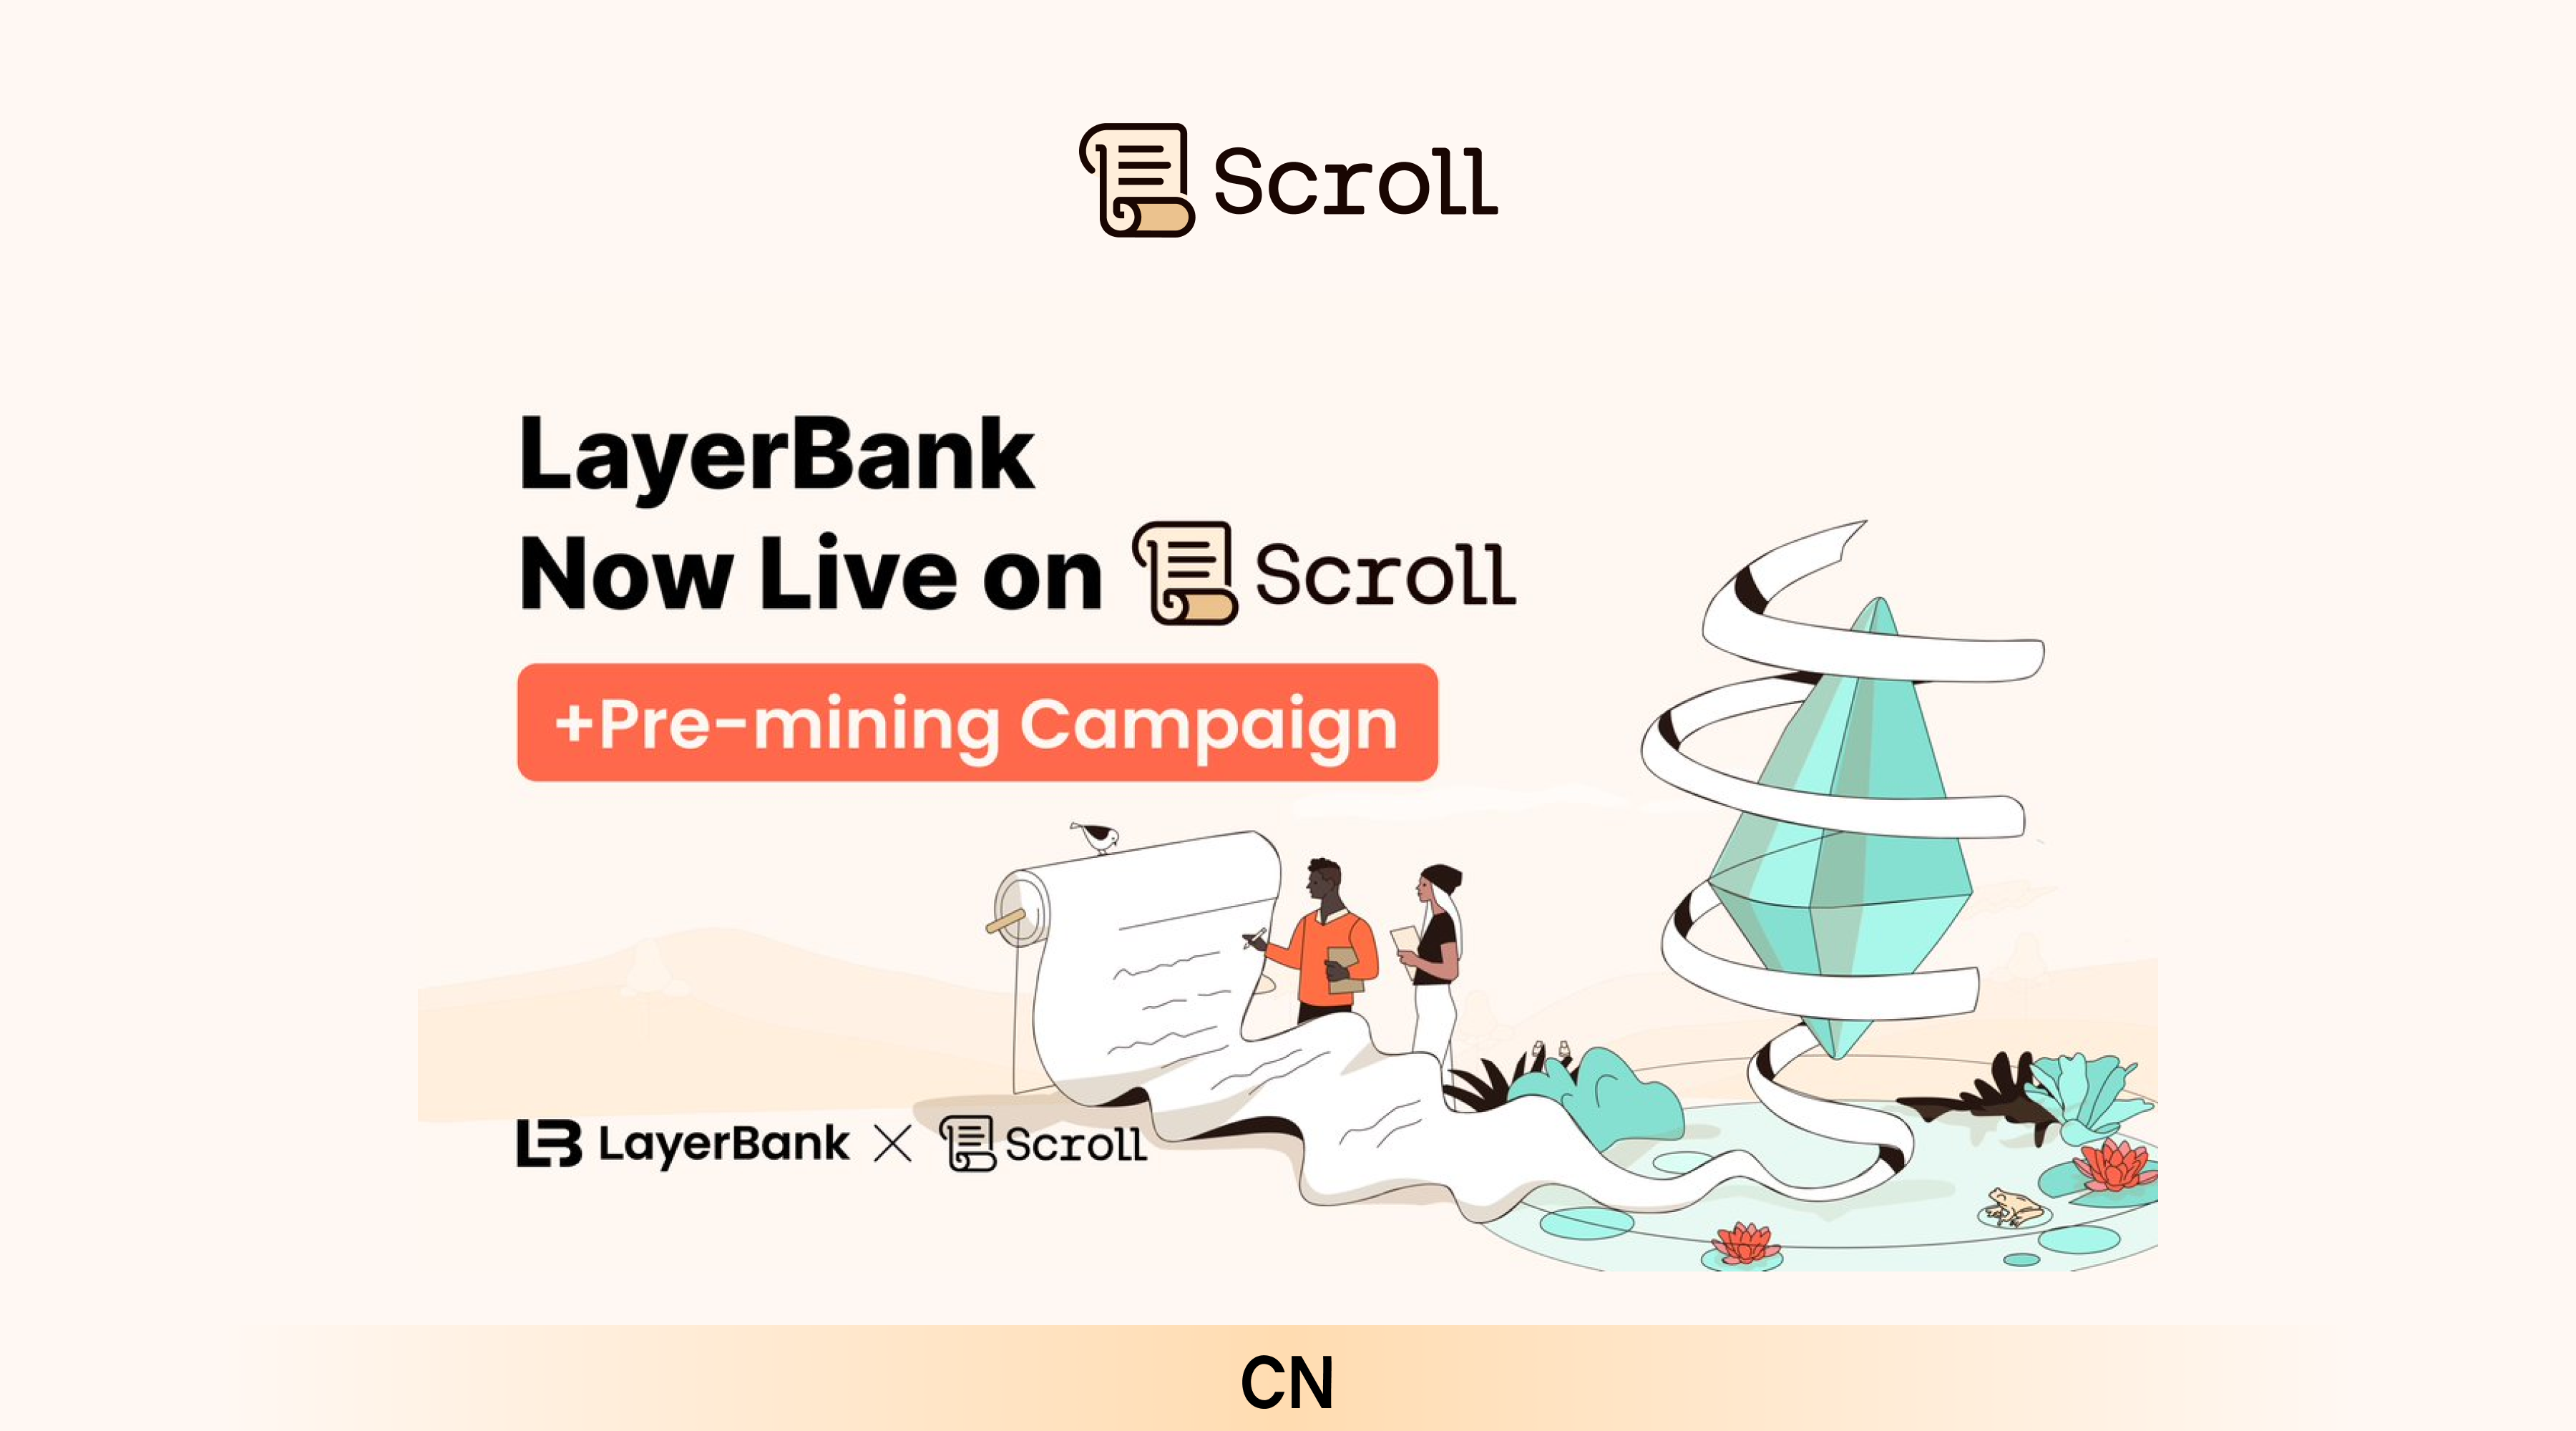 Scroll
LayerBank
Now Live on Scroll
+Pre-mining Campaign
LayerBank × Scroll
CN